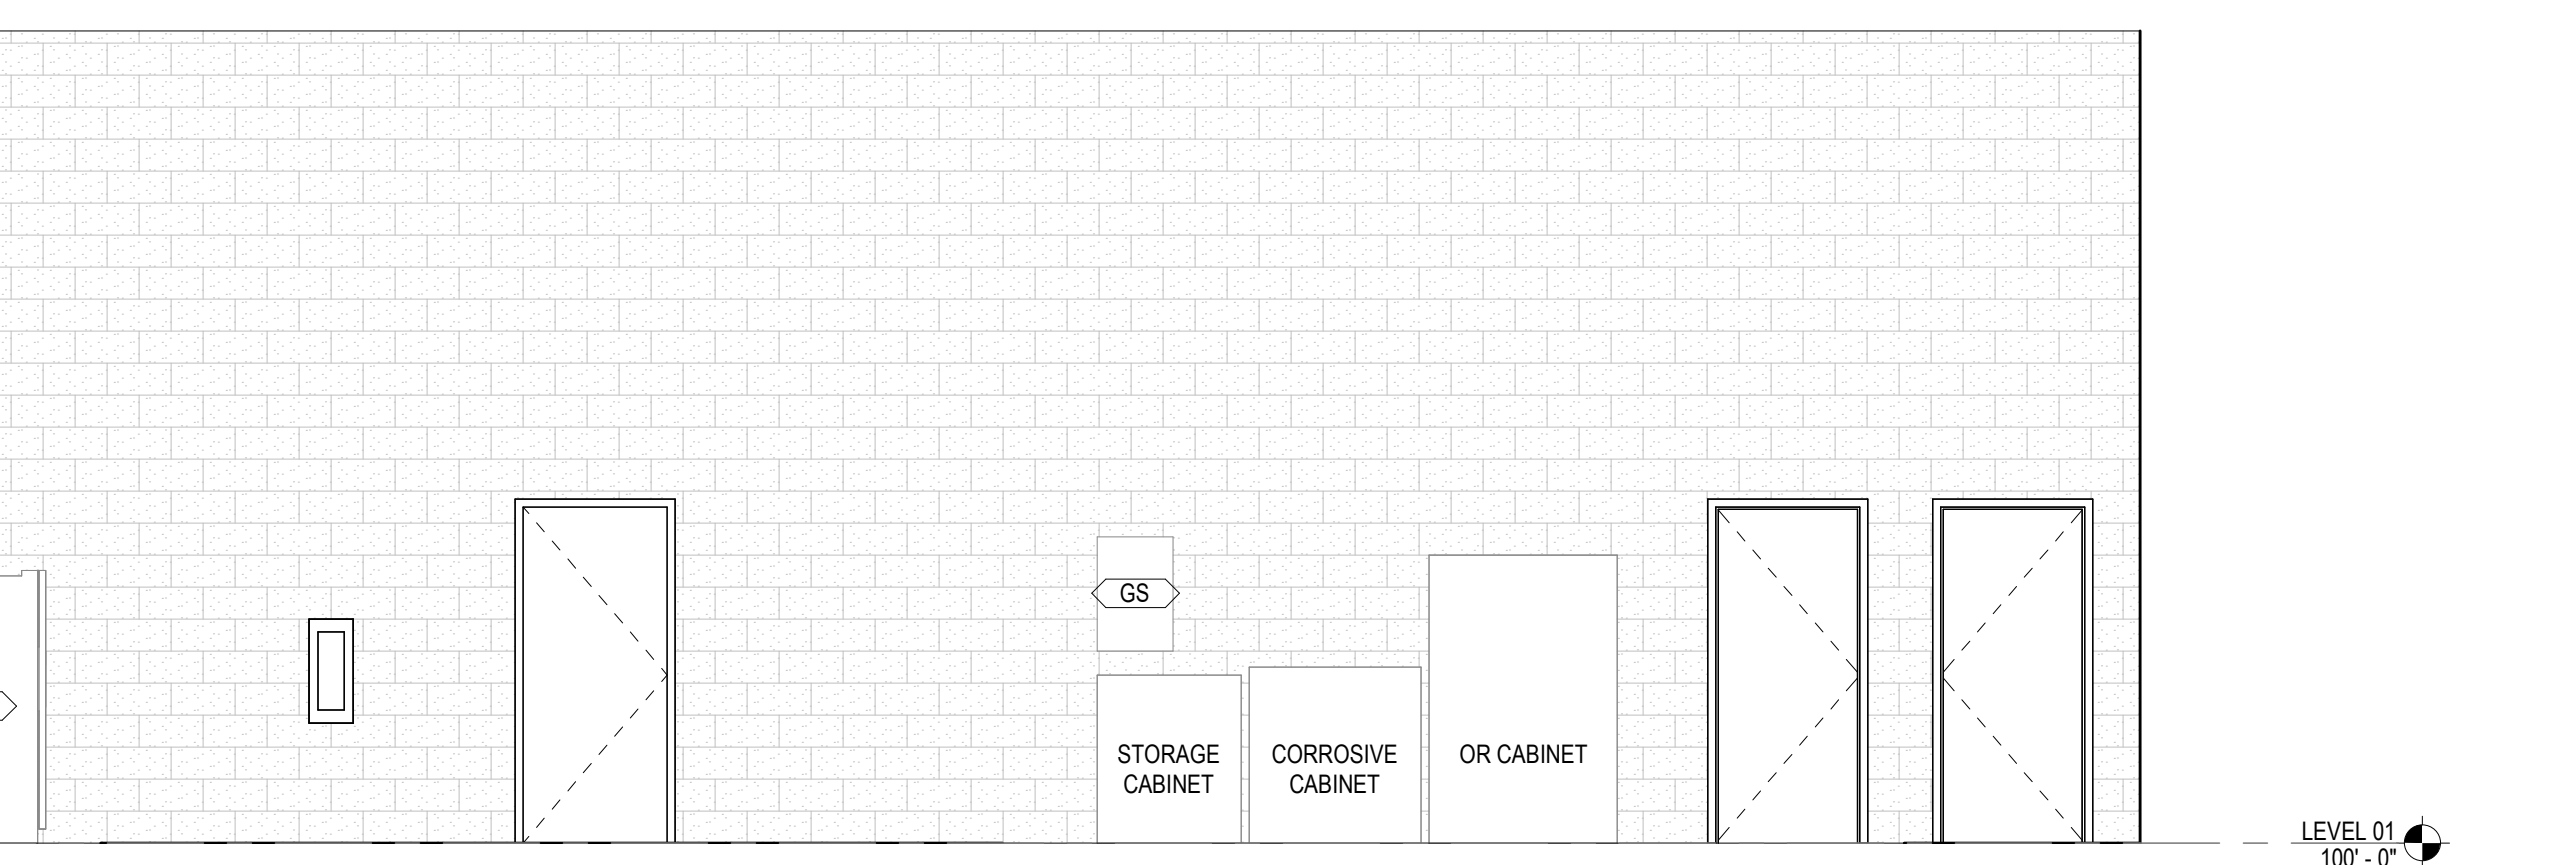 GS
STORAGE
CABINET
CORROSIVE
CABINET
OR CABINET
LEVEL 01
100' - 0"